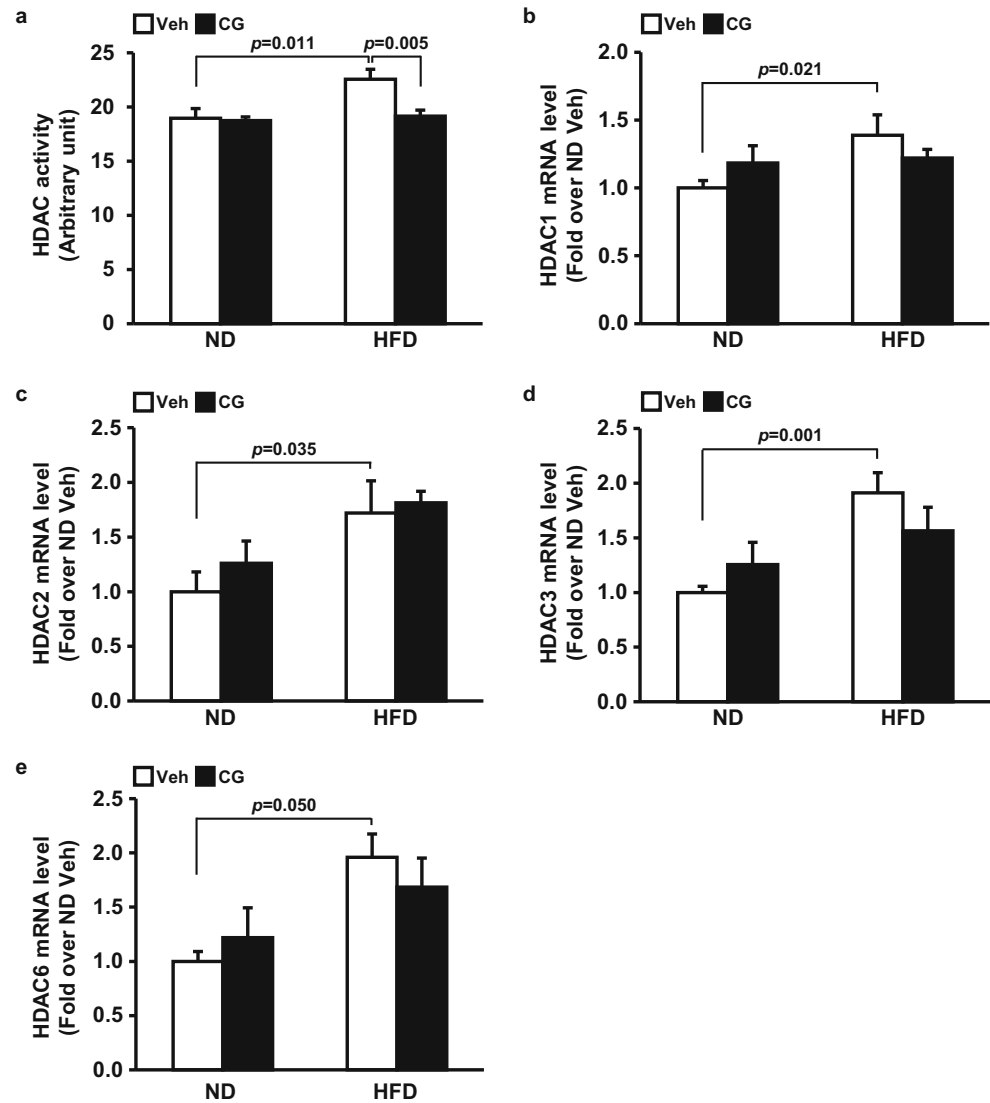 a
Veh CG
p=0.011 p=0.005
HDAC activity
(Arbitrary unit)
25
20
15
10
5
0
ND HFD
b
Veh CG
p=0.021
HDAC1 mRNA level
(Fold over ND Veh)
2.0
1.5
1.0
0.5
0.0
ND HFD
c
Veh CG
p=0.035
HDAC2 mRNA level
(Fold over ND Veh)
2.5
2.0
1.5
1.0
0.5
0.0
ND HFD
d
Veh CG
p=0.001
HDAC3 mRNA level
(Fold over ND Veh)
2.5
2.0
1.5
1.0
0.5
0.0
ND HFD
e
Veh CG
p=0.050
HDAC6 mRNA level
(Fold over ND Veh)
2.5
2.0
1.5
1.0
0.5
0.0
ND HFD